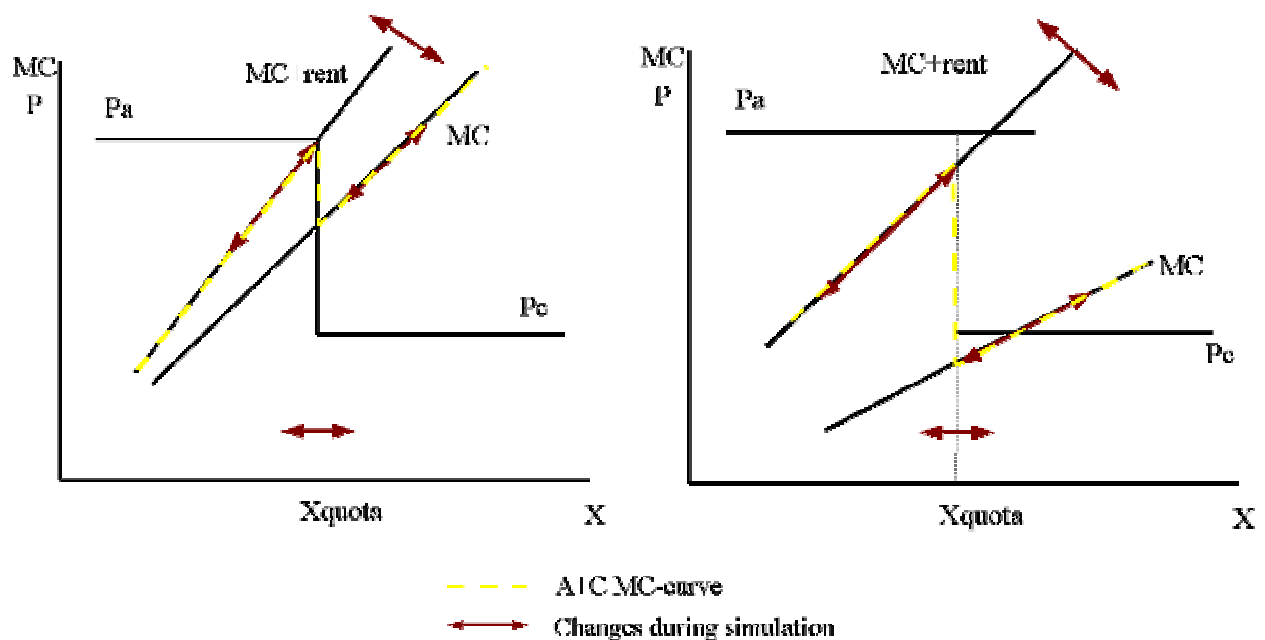 MC
P
Pa
MC+rent
MC
Pc
Xquota
X
MC
P
Pa
MC+rent
MC
Pc
Xquota
X
A+C MC-curve
Changes during simulation